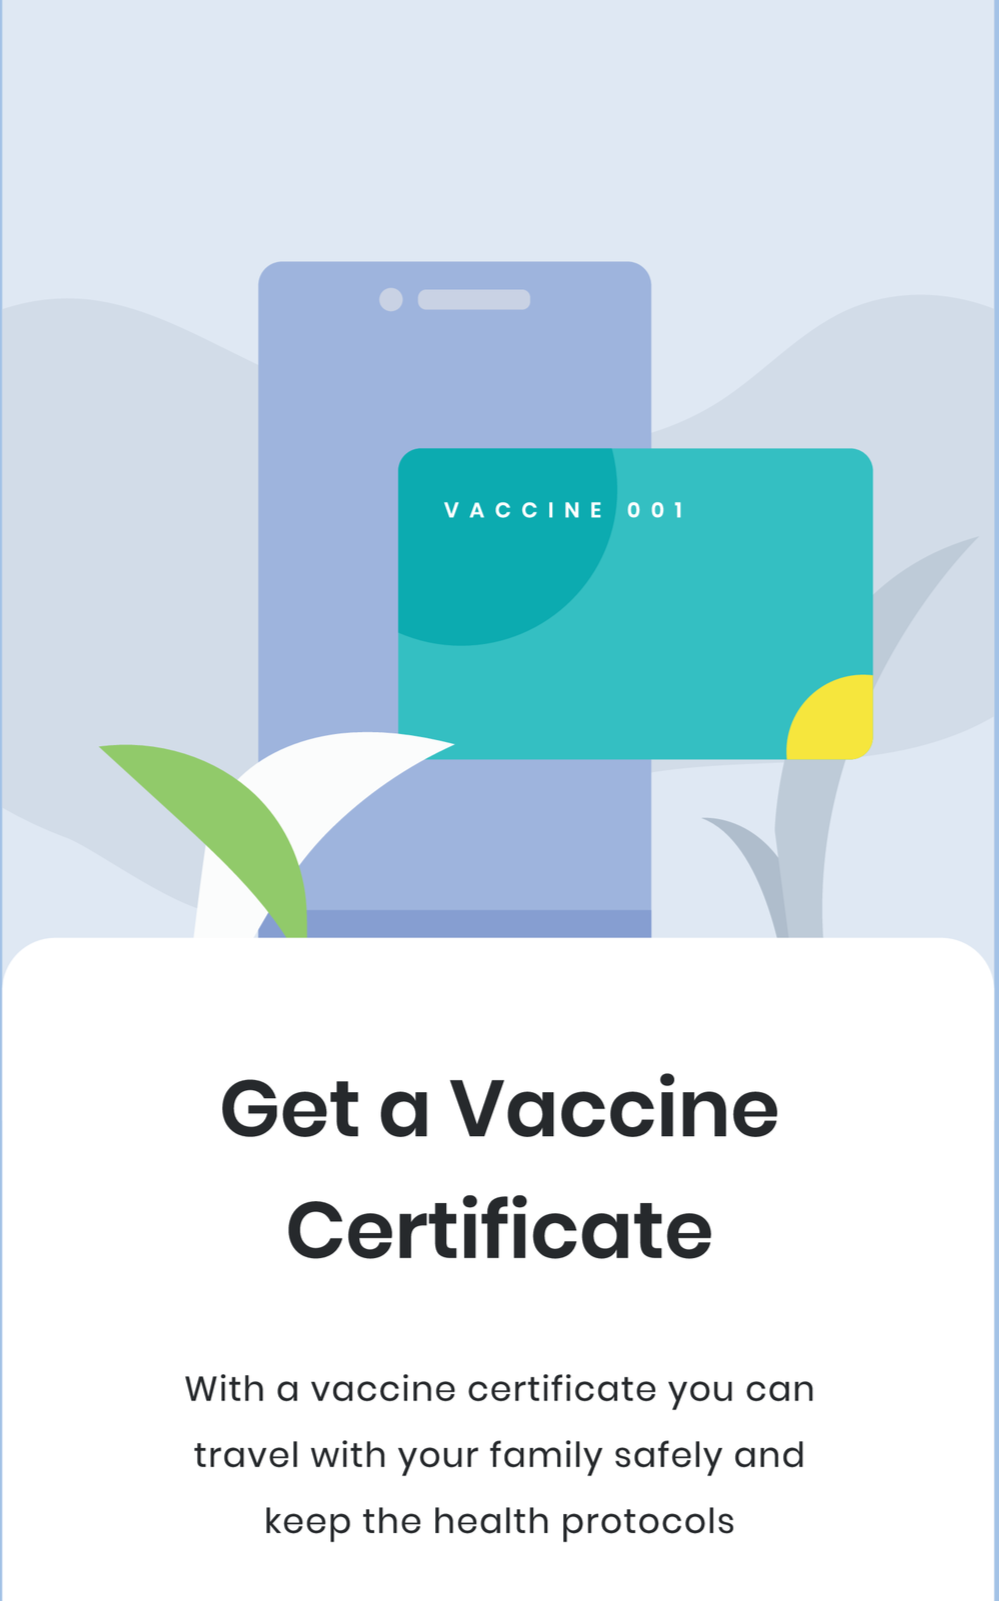 VACCINE 001
Get a Vaccine
Certificate
With a vaccine certificate you can
travel with your family safely and
keep the health protocols